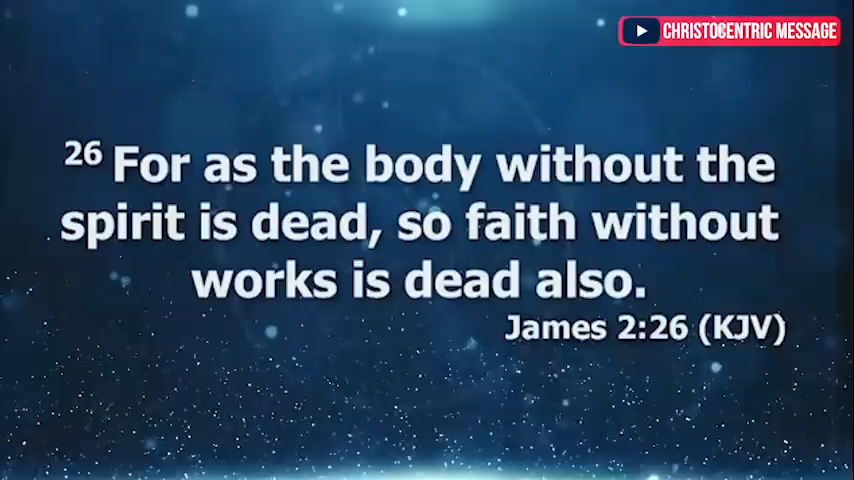 CHRISTOCENTRIC MESSAGE
26 For as the body without the
spirit is dead, so faith without
works is dead also.
James 2:26 (KJV)